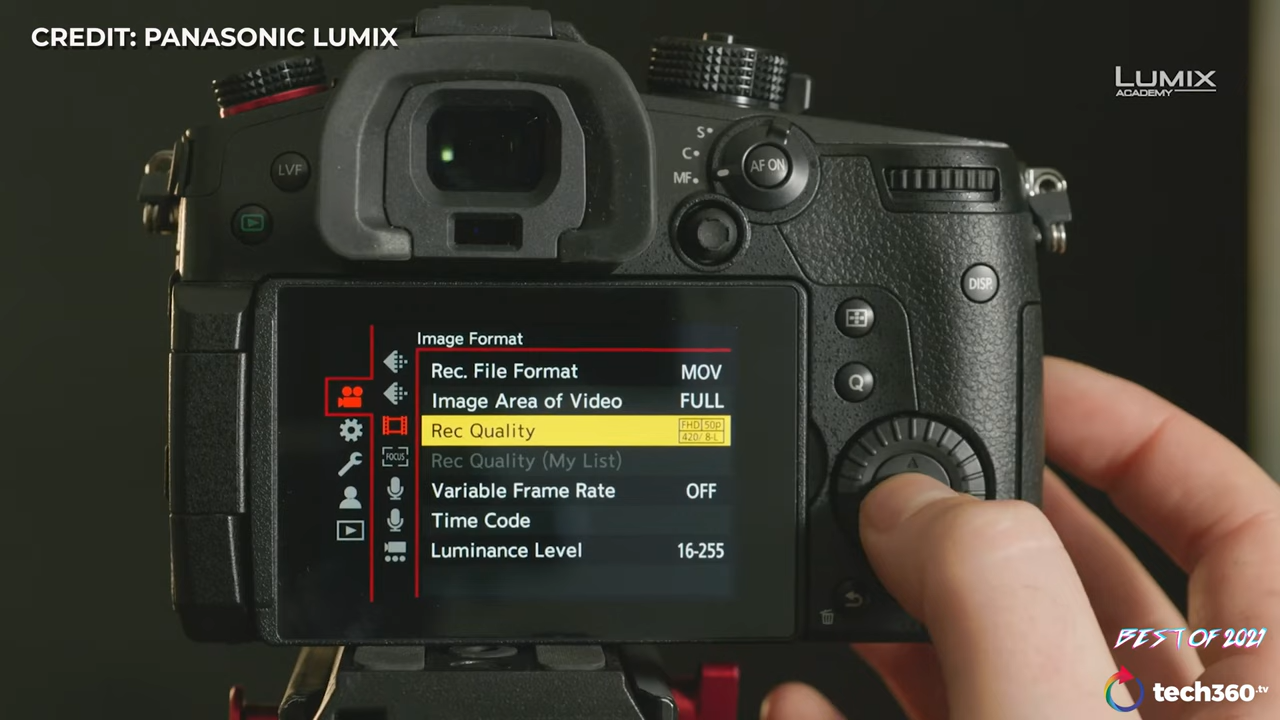 CREDIT: PANASONIC LUMIX
LUMIX
ACADEMY
LVF
S
C
MF
AF ON
DISP.
Q
Image Format
Rec. File Format MOV
Image Area of Video FULL
Rec Quality FHD 50p
420/8-L
Rec Quality (My List)
FOCUS
Variable Frame Rate OFF
Time Code
Luminance Level 16-255
BEST OF 2021
tech360.tv